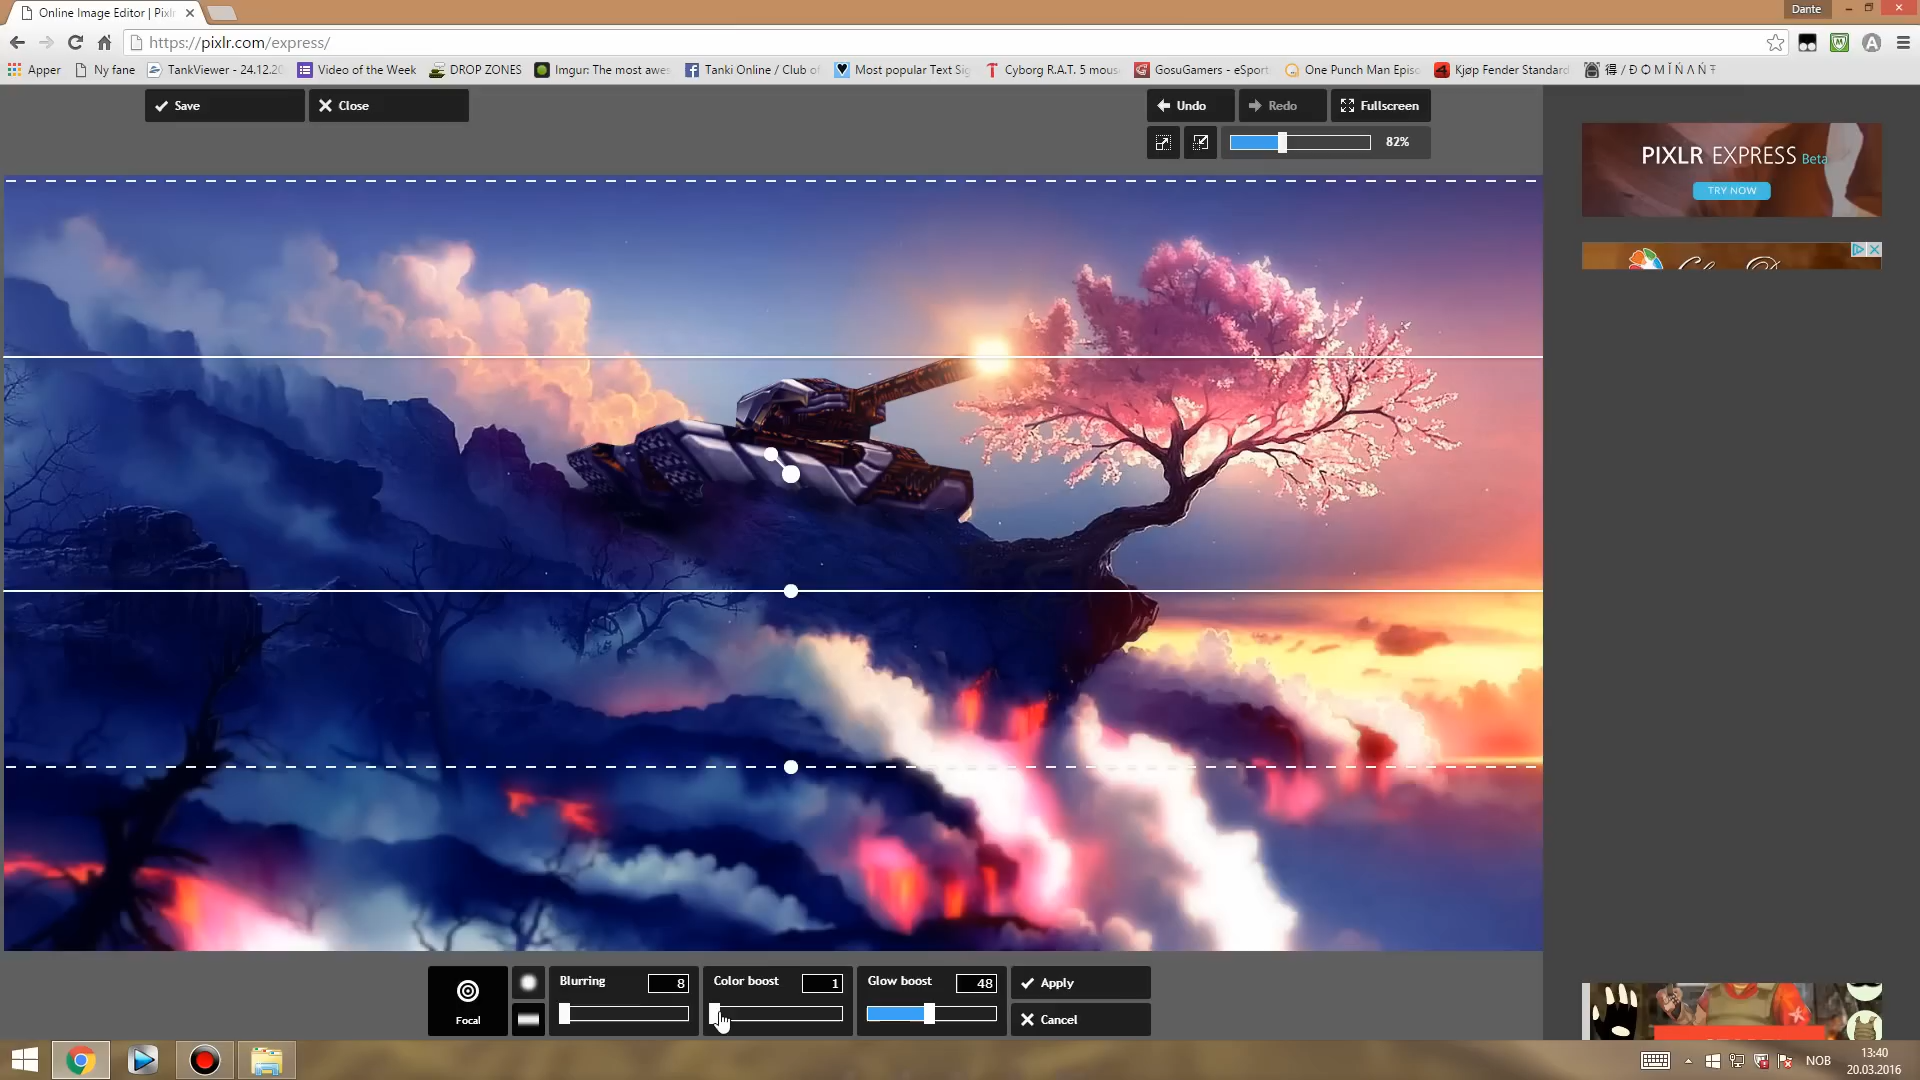 Online Image Editor | Pixlr
Dante
https://pixlr.com/express/
Apper
Ny fane
TankViewer - 24.12.20
Video of the Week
DROP ZONES
Imgur: The most awes
Tanki Online / Club of
Most popular Text Sig
Cyborg R.A.T. 5 mous
GosuGamers - eSport
One Punch Man Episo
Kjøp Fender Standard
Save
Close
Undo
Redo
Fullscreen
82%
PIXLR EXPRESS Beta
TRY NOW
Focal
Blurring
8
Color boost
1
Glow boost
48
Apply
Cancel
NOB
13:40
20.03.2016